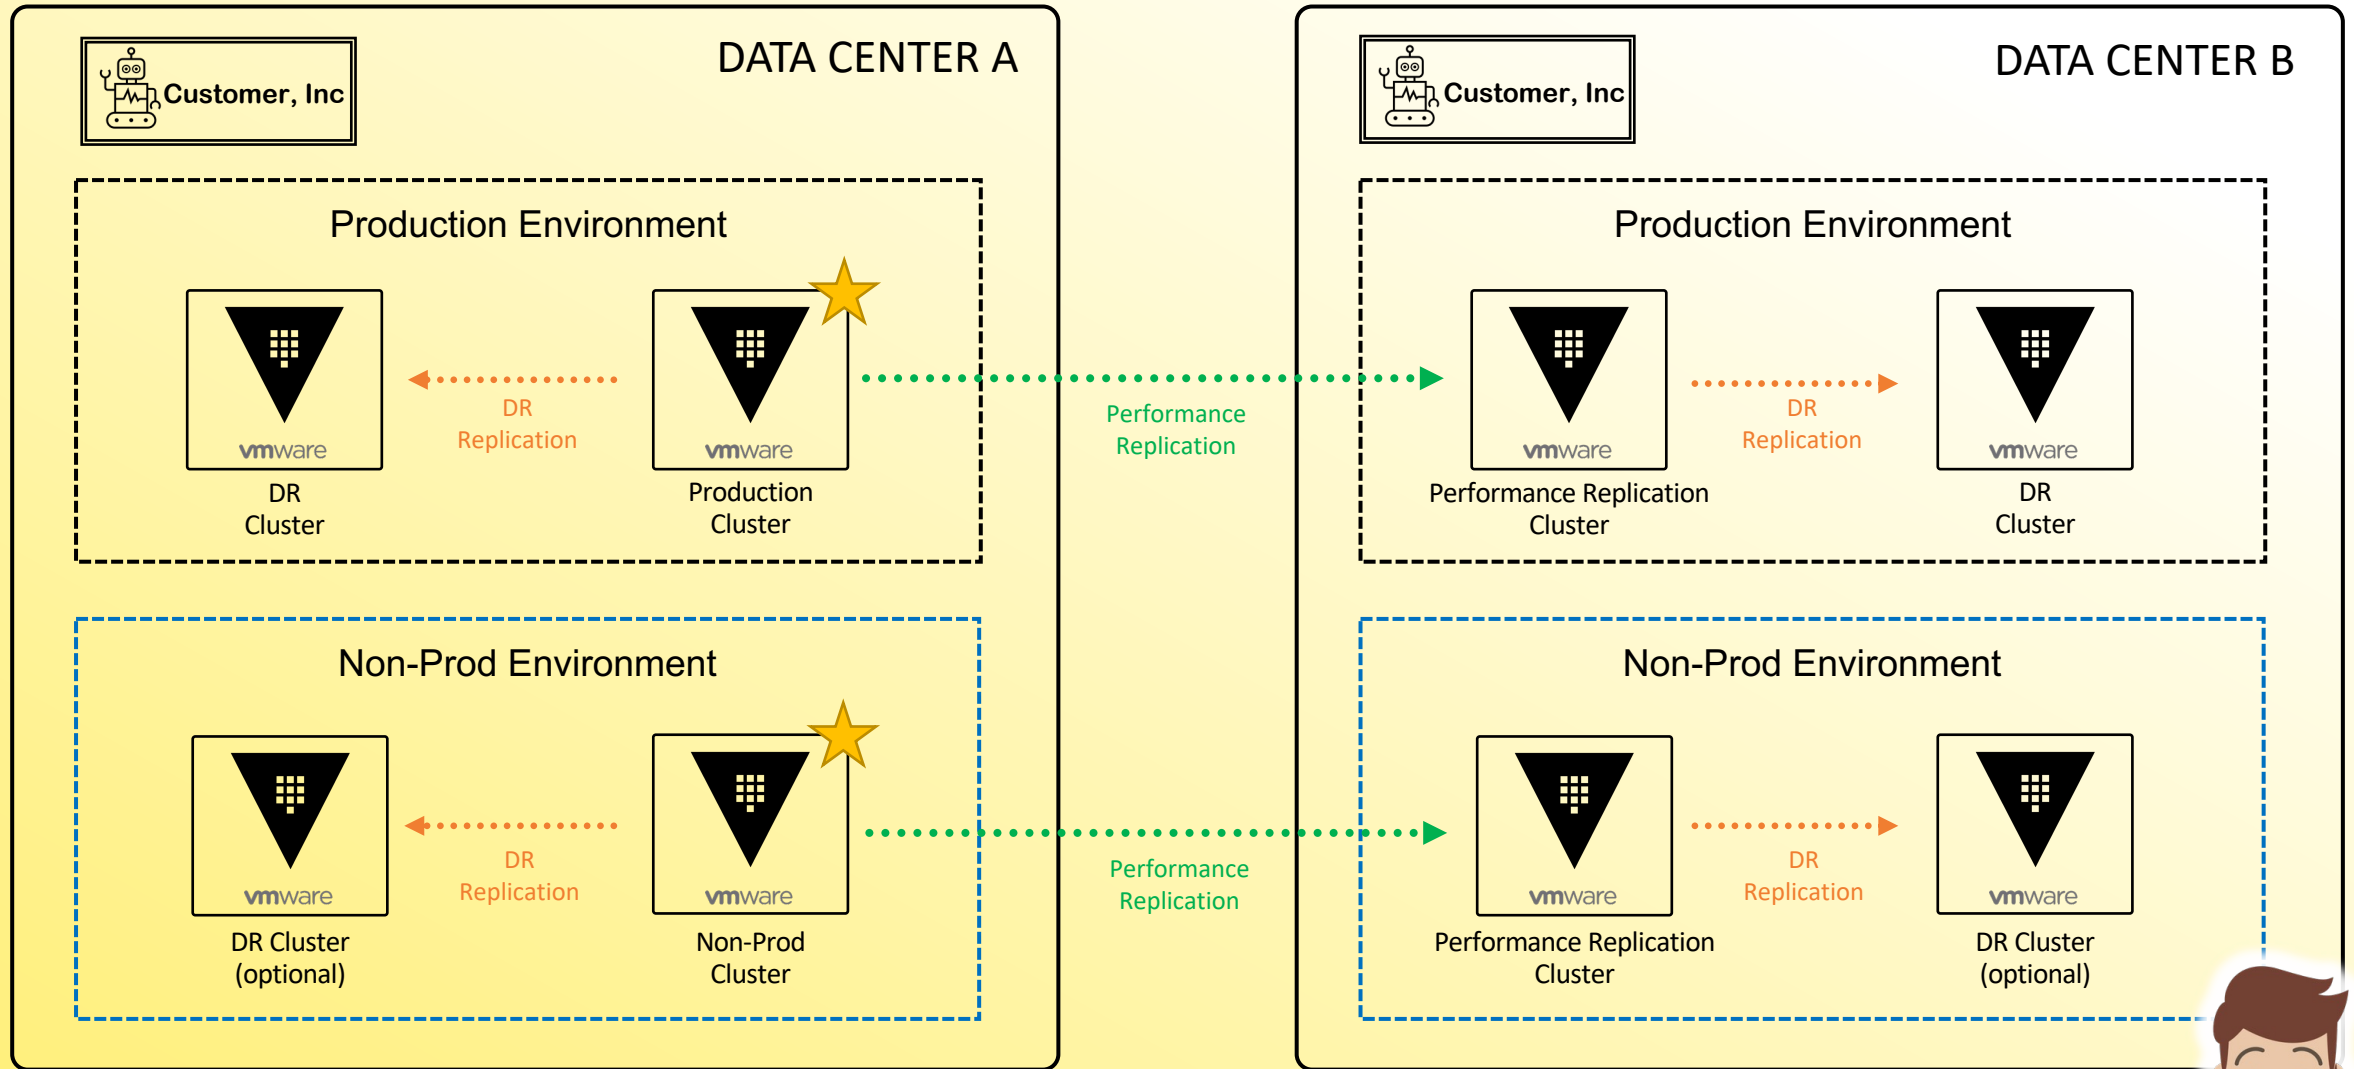 DATA CENTER A
Customer, Inc
Production Environment
vmware
DR
Cluster
DR
Replication
vmware
Production
Cluster
Performance
Replication
Non-Prod Environment
vmware
DR Cluster
(optional)
DR
Replication
vmware
Non-Prod
Cluster
Performance
Replication
DATA CENTER B
Customer, Inc
Production Environment
vmware
Performance Replication
Cluster
DR
Replication
vmware
DR
Cluster
Non-Prod Environment
vmware
Performance Replication
Cluster
DR
Replication
vmware
DR Cluster
(optional)